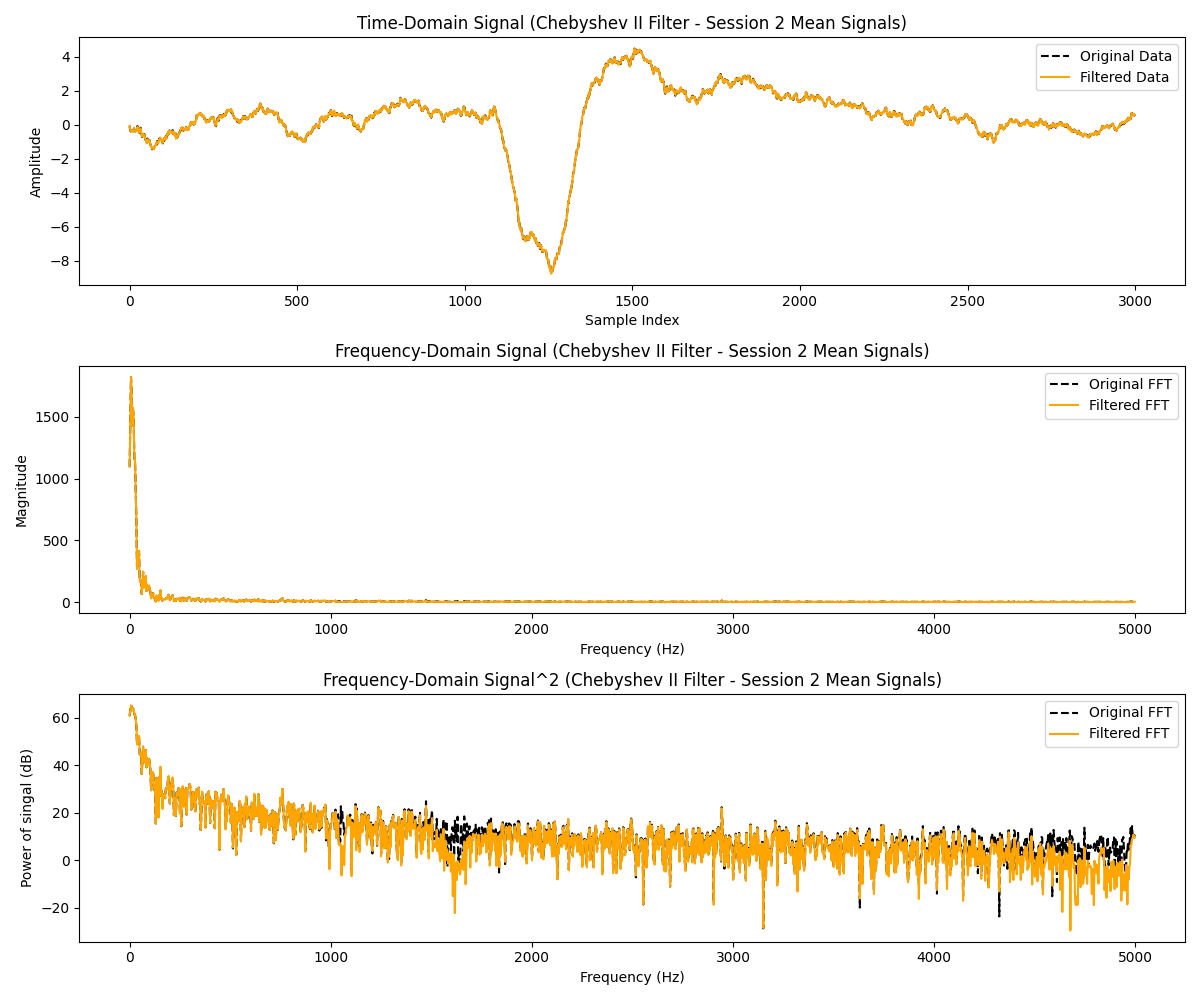 Time-Domain Signal (Chebyshev II Filter - Session 2 Mean Signals)
Original Data
Filtered Data
Amplitude
4
2
0
−2
−4
−6
−8
0 500 1000 1500 2000 2500 3000
Sample Index
Frequency-Domain Signal (Chebyshev II Filter - Session 2 Mean Signals)
Original FFT
Filtered FFT
Magnitude
1500
1000
500
0
0 1000 2000 3000 4000 5000
Frequency (Hz)
Frequency-Domain Signal^2 (Chebyshev II Filter - Session 2 Mean Signals)
Original FFT
Filtered FFT
Power of singal (dB)
60
40
20
0
−20
0 1000 2000 3000 4000 5000
Frequency (Hz)